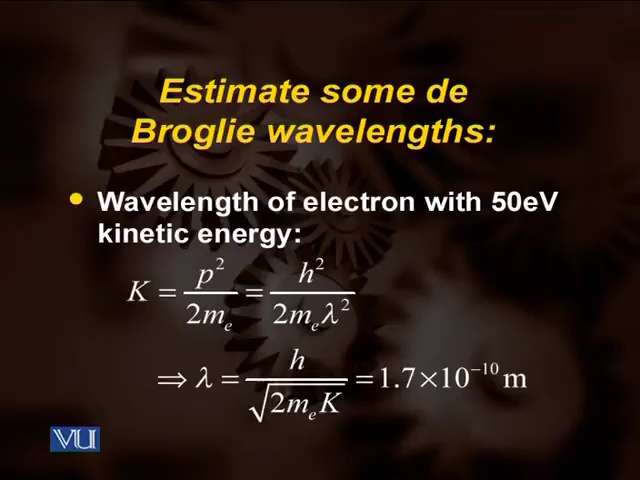 Estimate some de
Broglie wavelengths:
• Wavelength of electron with 50eV
kinetic energy:
K = p²/2mₑ = h²/2mₑλ²
⇒ λ = h/√(2mₑK) = 1.7×10⁻¹⁰ m
VU